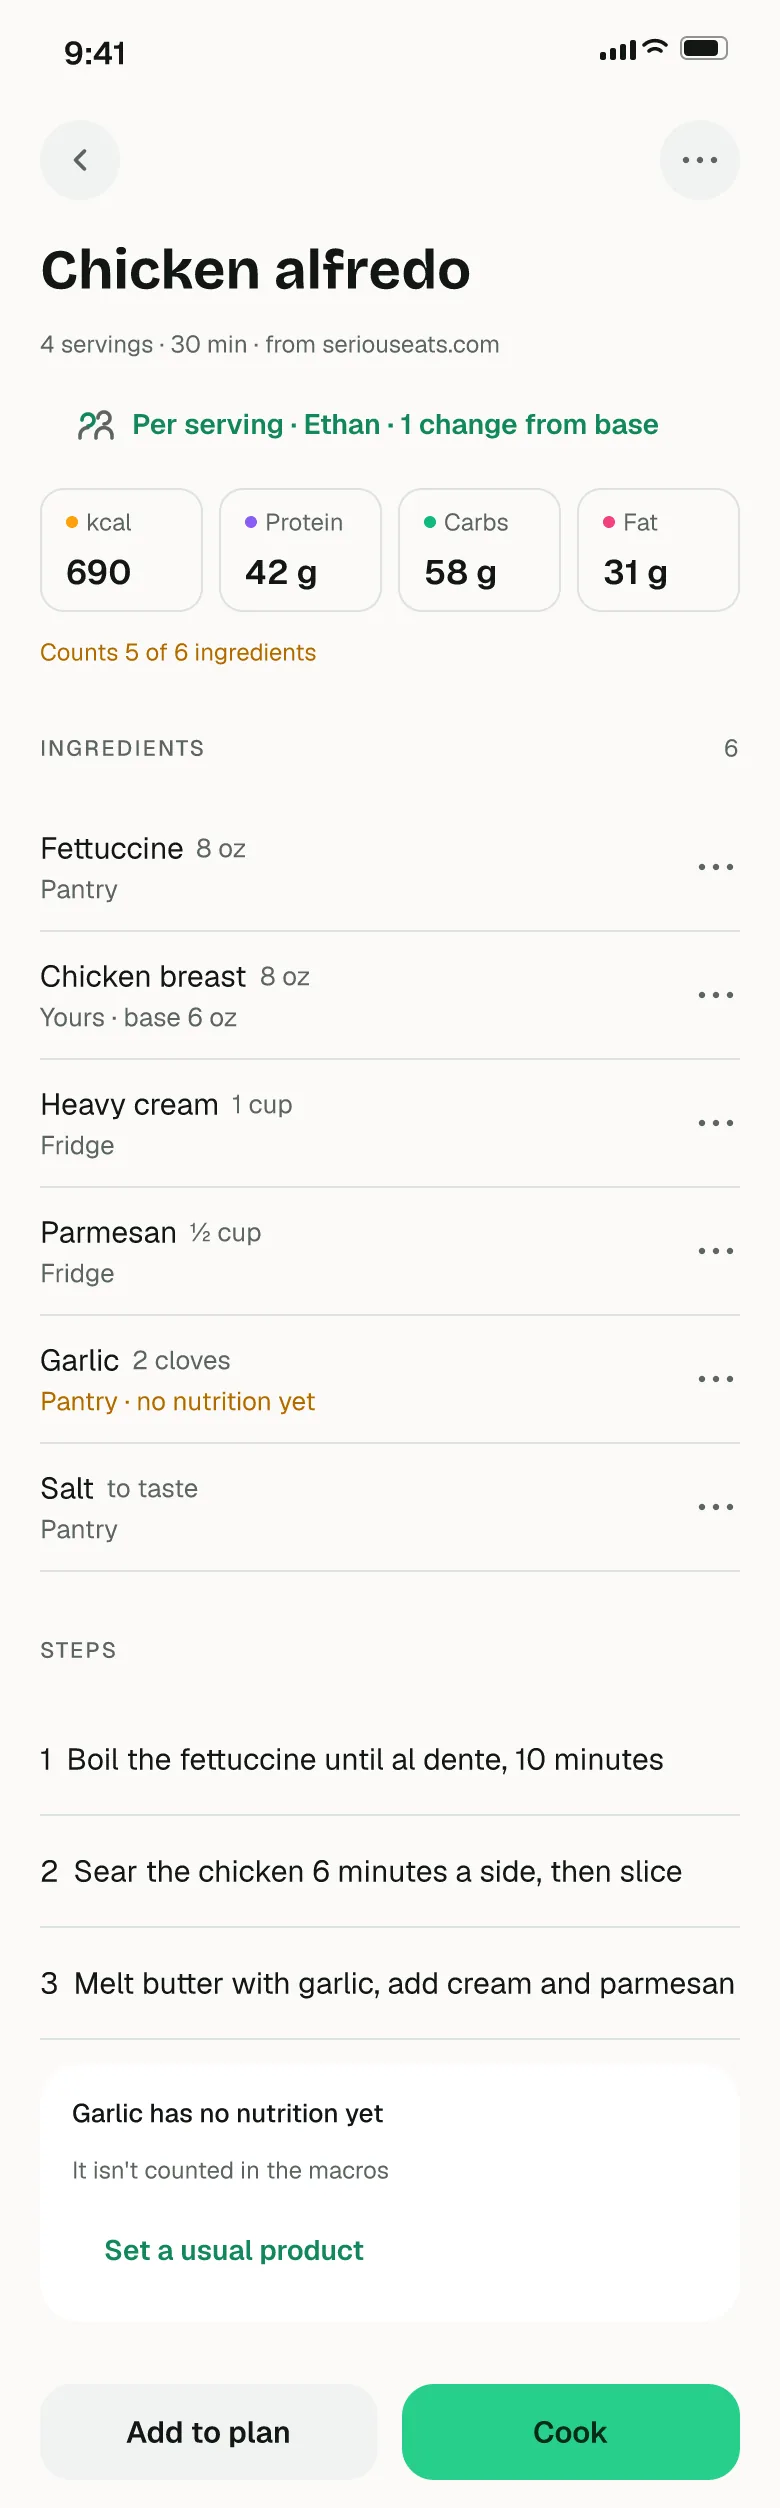 9:41
Chicken alfredo
4 servings · 30 min · from seriouseats.com
Per serving · Ethan · 1 change from base
kcal
690
Protein
42 g
Carbs
58 g
Fat
31 g
Counts 5 of 6 ingredients
INGREDIENTS 6
Fettuccine 8 oz
Pantry
Chicken breast 8 oz
Yours · base 6 oz
Heavy cream 1 cup
Fridge
Parmesan ½ cup
Fridge
Garlic 2 cloves
Pantry · no nutrition yet
Salt to taste
Pantry
STEPS
1 Boil the fettuccine until al dente, 10 minutes
2 Sear the chicken 6 minutes a side, then slice
3 Melt butter with garlic, add cream and parmesan
Garlic has no nutrition yet
It isn't counted in the macros
Set a usual product
Add to plan
Cook